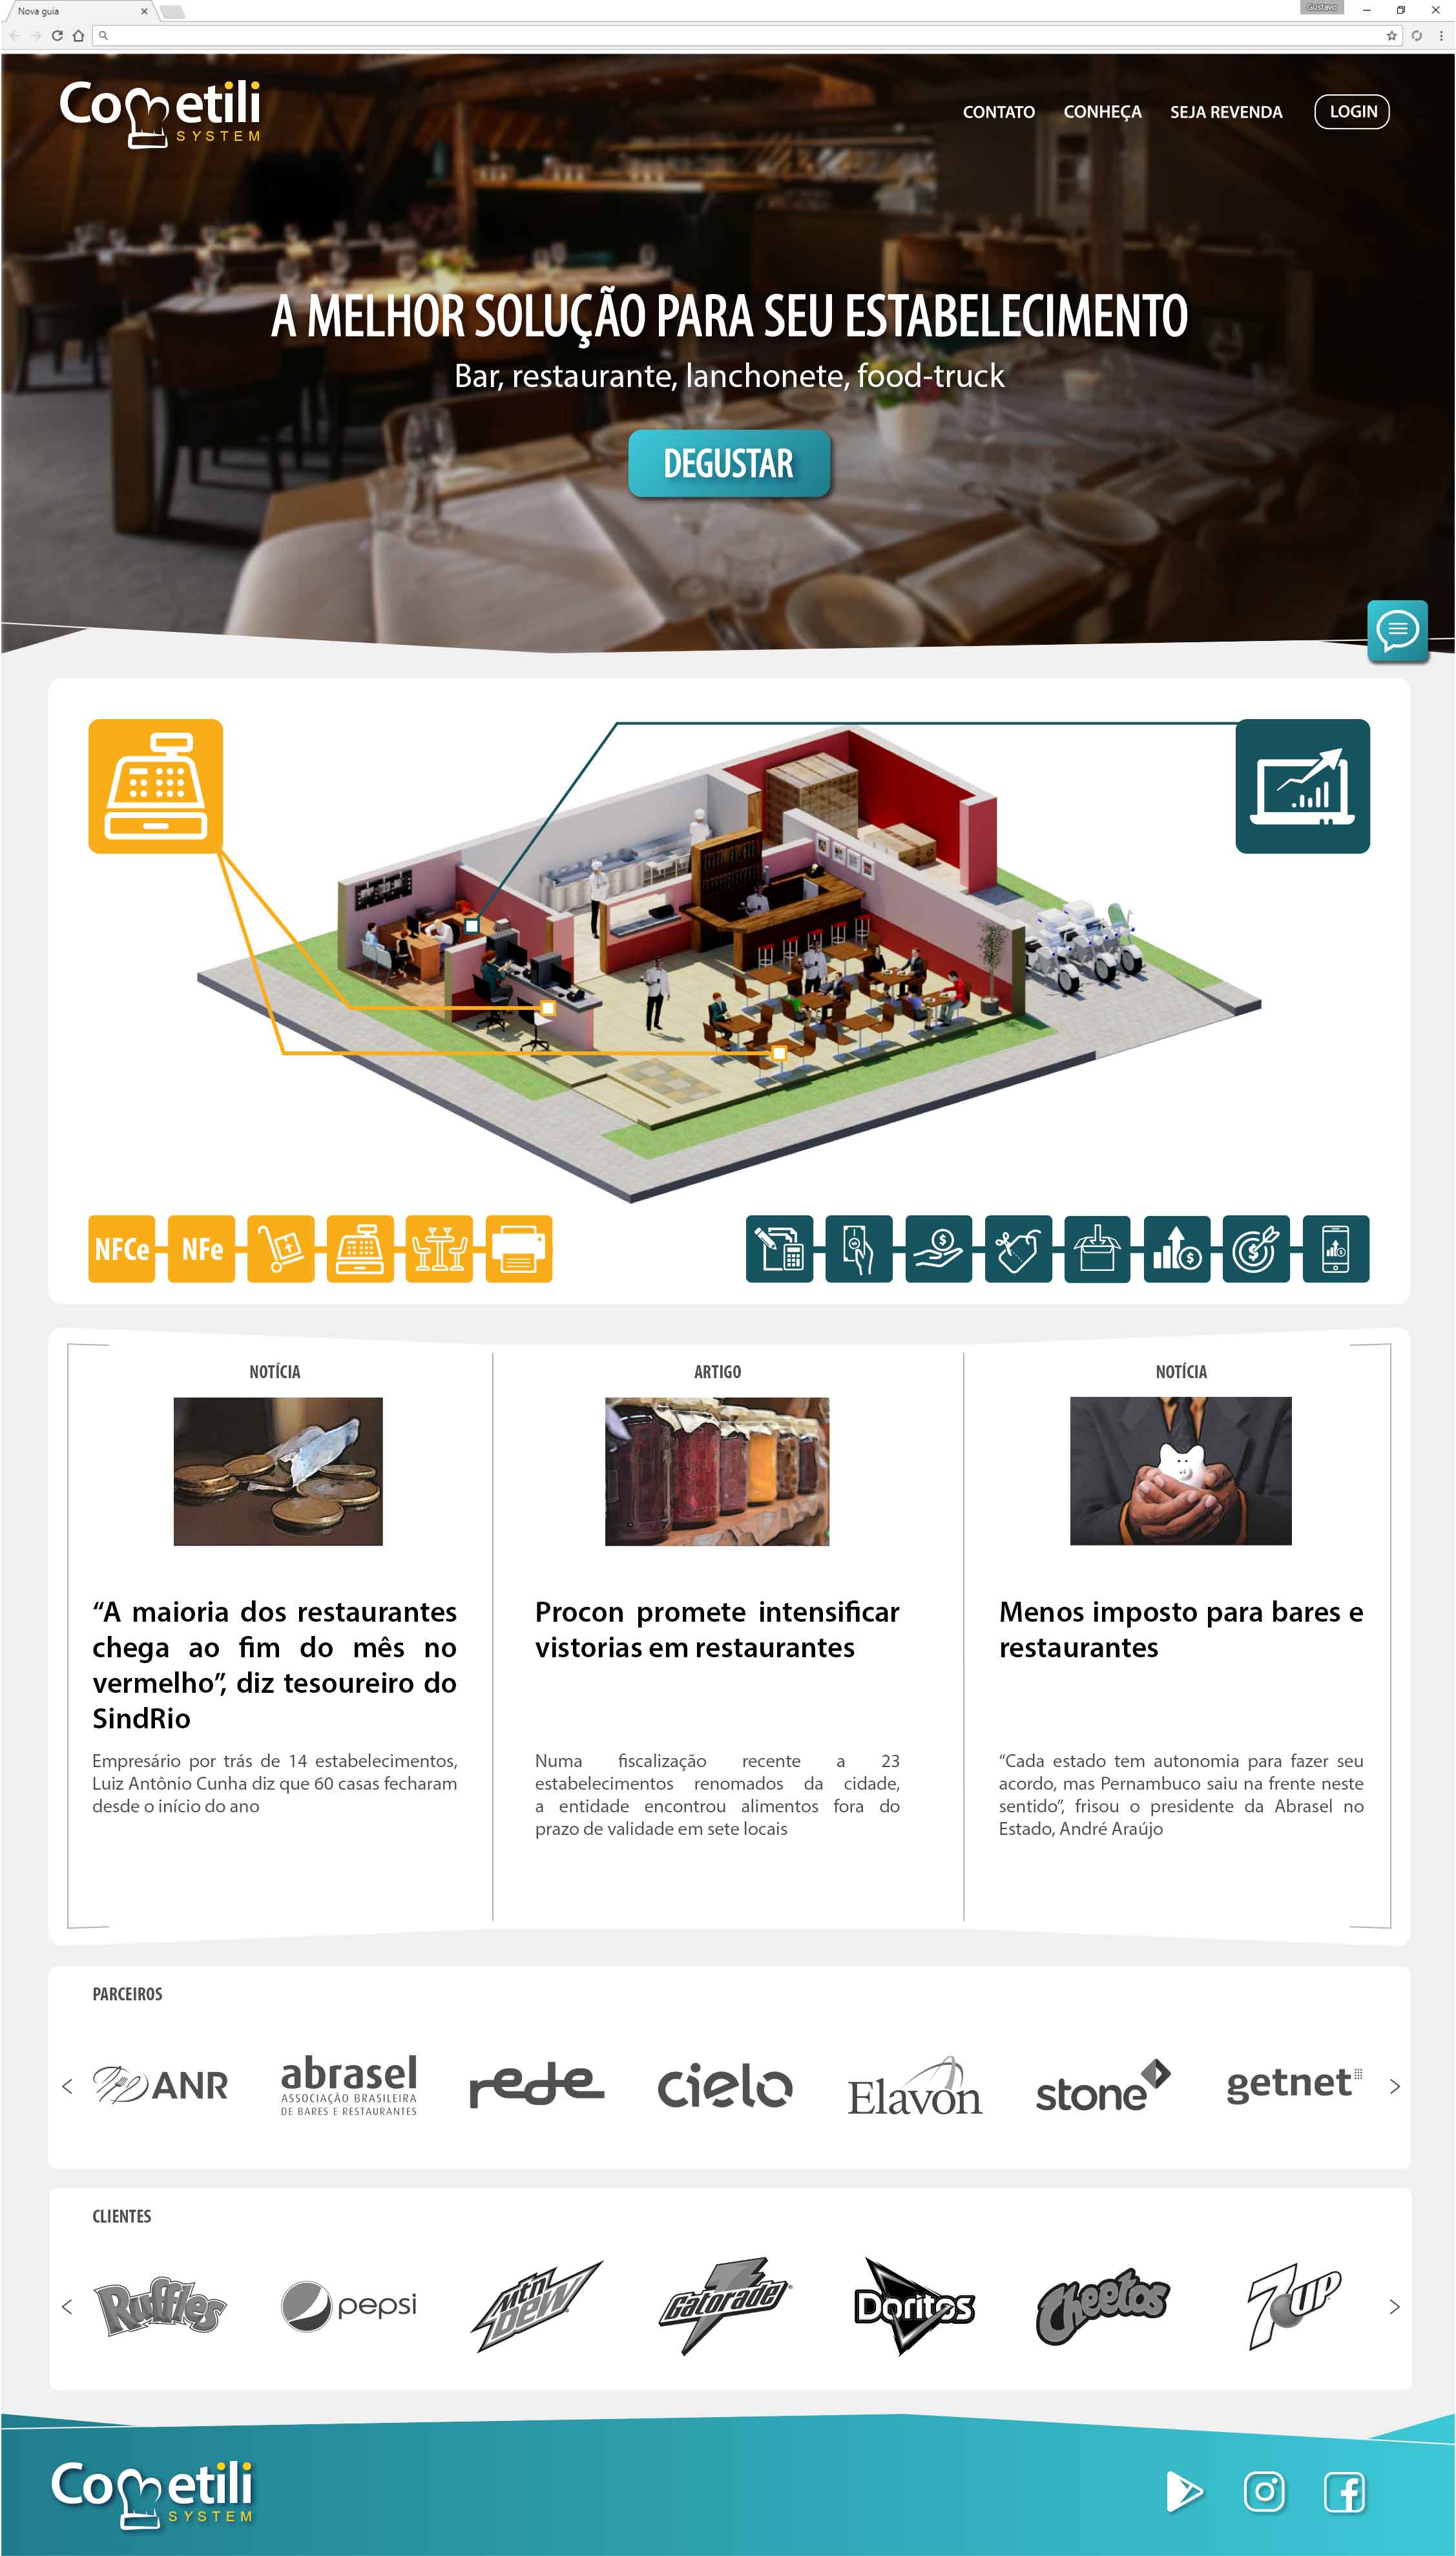 Nova guia
Gustavo
Cometili
SYSTEM
CONTATO CONHEÇA SEJA REVENDA LOGIN
A MELHOR SOLUÇÃO PARA SEU ESTABELECIMENTO
Bar, restaurante, lanchonete, food-truck
DEGUSTAR
NFCe NFe
NOTÍCIA
“A maioria dos restaurantes
chega ao fim do mês no
vermelho”, diz tesoureiro do
SindRio
Empresário por trás de 14 estabelecimentos,
Luiz Antônio Cunha diz que 60 casas fecharam
desde o início do ano
ARTIGO
Procon promete intensificar
vistorias em restaurantes
Numa fiscalização recente a 23
estabelecimentos renomados da cidade,
a entidade encontrou alimentos fora do
prazo de validade em sete locais
NOTÍCIA
Menos imposto para bares e
restaurantes
“Cada estado tem autonomia para fazer seu
acordo, mas Pernambuco saiu na frente neste
sentido”, frisou o presidente da Abrasel no
Estado, André Araújo
PARCEIROS
ANR
abrasel
ASSOCIAÇÃO BRASILEIRA
DE BARES E RESTAURANTES
rede
cielo
Elavon
stone
getnet
CLIENTES
Ruffles
pepsi
mtn
DEW
Gatorade
Doritos
Cheetos
7UP
Cometili
SYSTEM